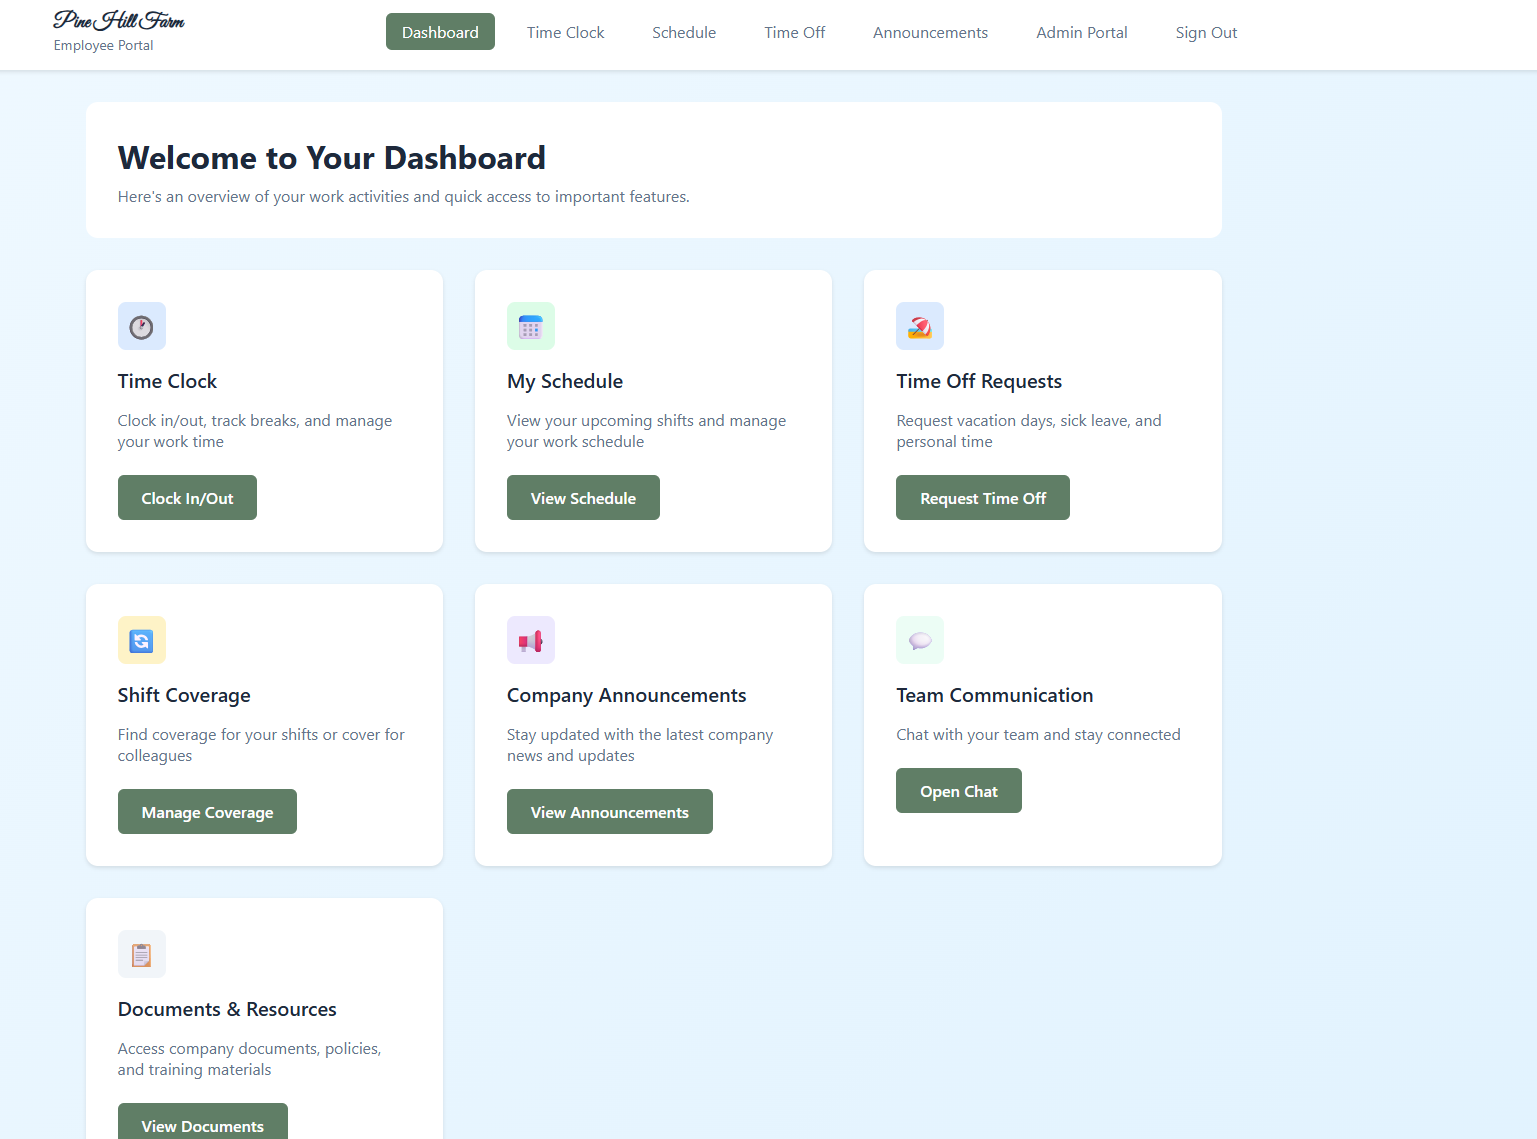 Pine Hill Farm
Employee Portal
Dashboard
Time Clock
Schedule
Time Off
Announcements
Admin Portal
Sign Out
Welcome to Your Dashboard
Here's an overview of your work activities and quick access to important features.
Time Clock
Clock in/out, track breaks, and manage
your work time
Clock In/Out
My Schedule
View your upcoming shifts and manage
your work schedule
View Schedule
Time Off Requests
Request vacation days, sick leave, and
personal time
Request Time Off
Shift Coverage
Find coverage for your shifts or cover for
colleagues
Manage Coverage
Company Announcements
Stay updated with the latest company
news and updates
View Announcements
Team Communication
Chat with your team and stay connected
Open Chat
Documents & Resources
Access company documents, policies,
and training materials
View Documents